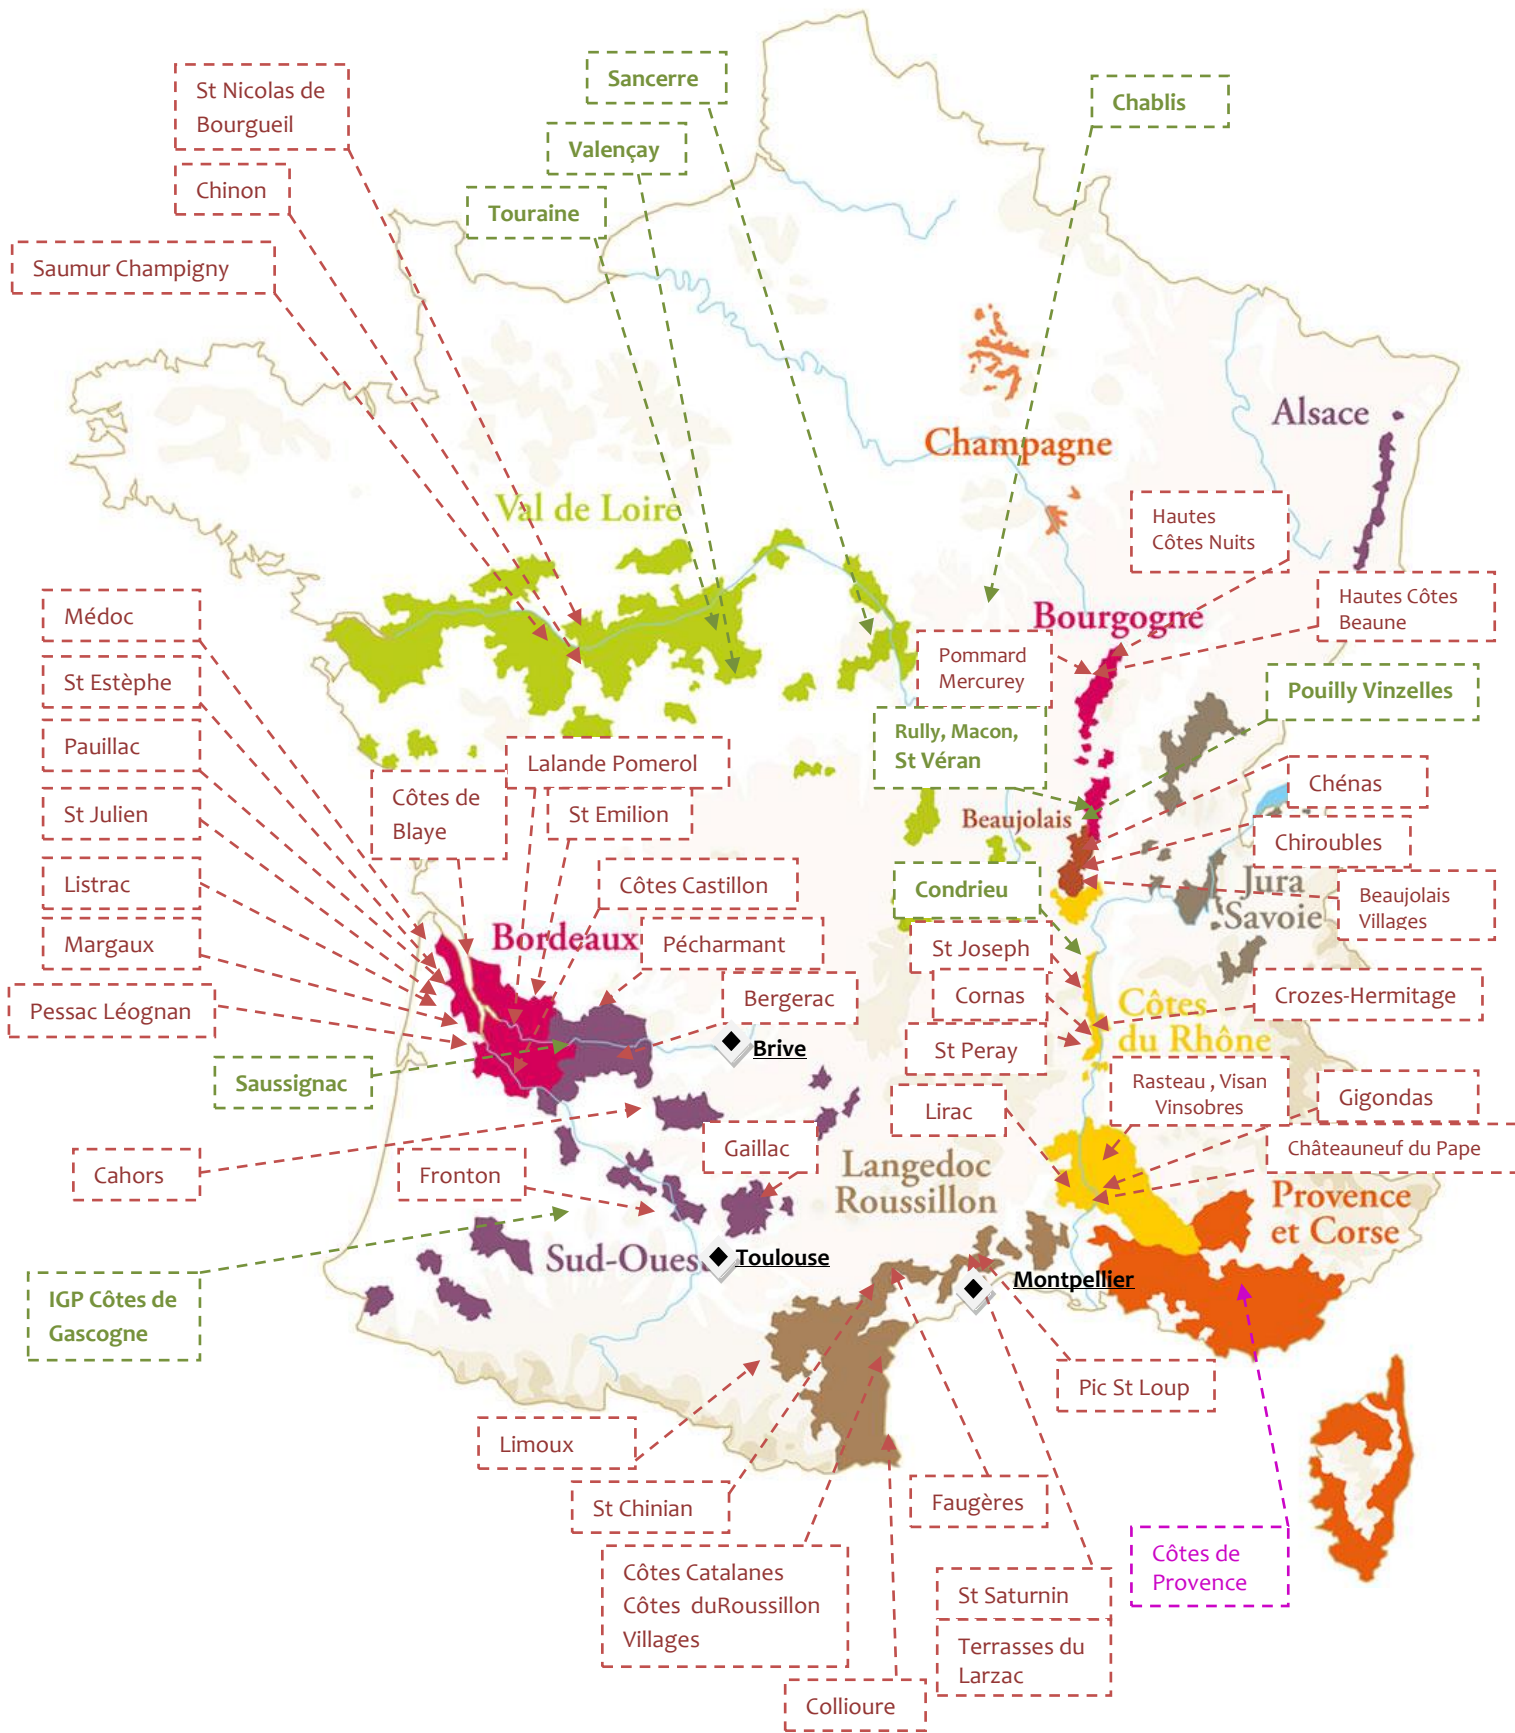 Sancerre
St Nicolas de
Bourgueil
Chablis
Valençay
Chinon
Touraine
Saumur Champigny
Alsace
Champagne
Val de Loire
Hautes
Côtes Nuits
Médoc
Bourgogne
Hautes Côtes
Beaune
Pommard
Mercurey
St Estèphe
Pouilly Vinzelles
Rully, Macon,
St Véran
Pauillac
Lalande Pomerol
Côtes de
Blaye
Chénas
St Julien
St Emilion
Beaujolais
Chiroubles
Listrac
Côtes Castillon
Condrieu
Jura
Savoie
Beaujolais
Villages
Margaux
Bordeaux
Pécharmant
St Joseph
Pessac Léognan
Bergerac
Cornas
Côtes
du Rhône
Crozes-Hermitage
Brive
St Peray
Saussignac
Rasteau , Visan
Vinsobres
Gigondas
Lirac
Cahors
Fronton
Gaillac
Langedoc
Roussillon
Châteauneuf du Pape
Provence
et Corse
Sud-Oues
Toulouse
Montpellier
IGP Côtes de
Gascogne
Pic St Loup
Limoux
St Chinian
Faugères
Côtes de
Provence
Côtes Catalanes
Côtes duRoussillon
Villages
St Saturnin
Terrasses du
Larzac
Collioure